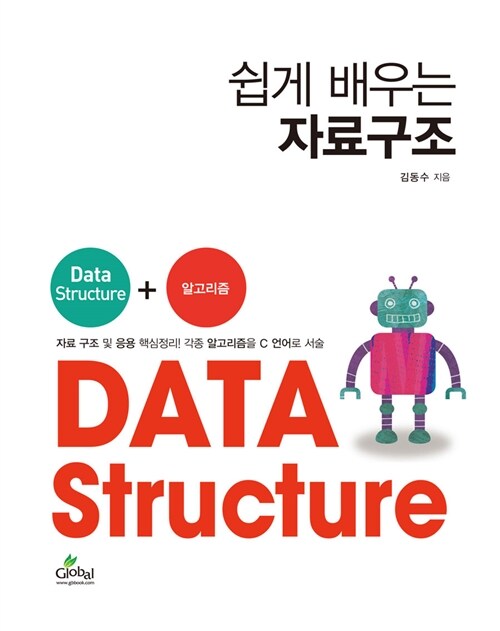 쉽게 배우는
자료구조
김동수 지음
Data
Structure
+
알고리즘
자료 구조 및 응용 핵심정리! 각종 알고리즘을 C 언어로 서술
DATA
Structure
Global
www.gbbook.com